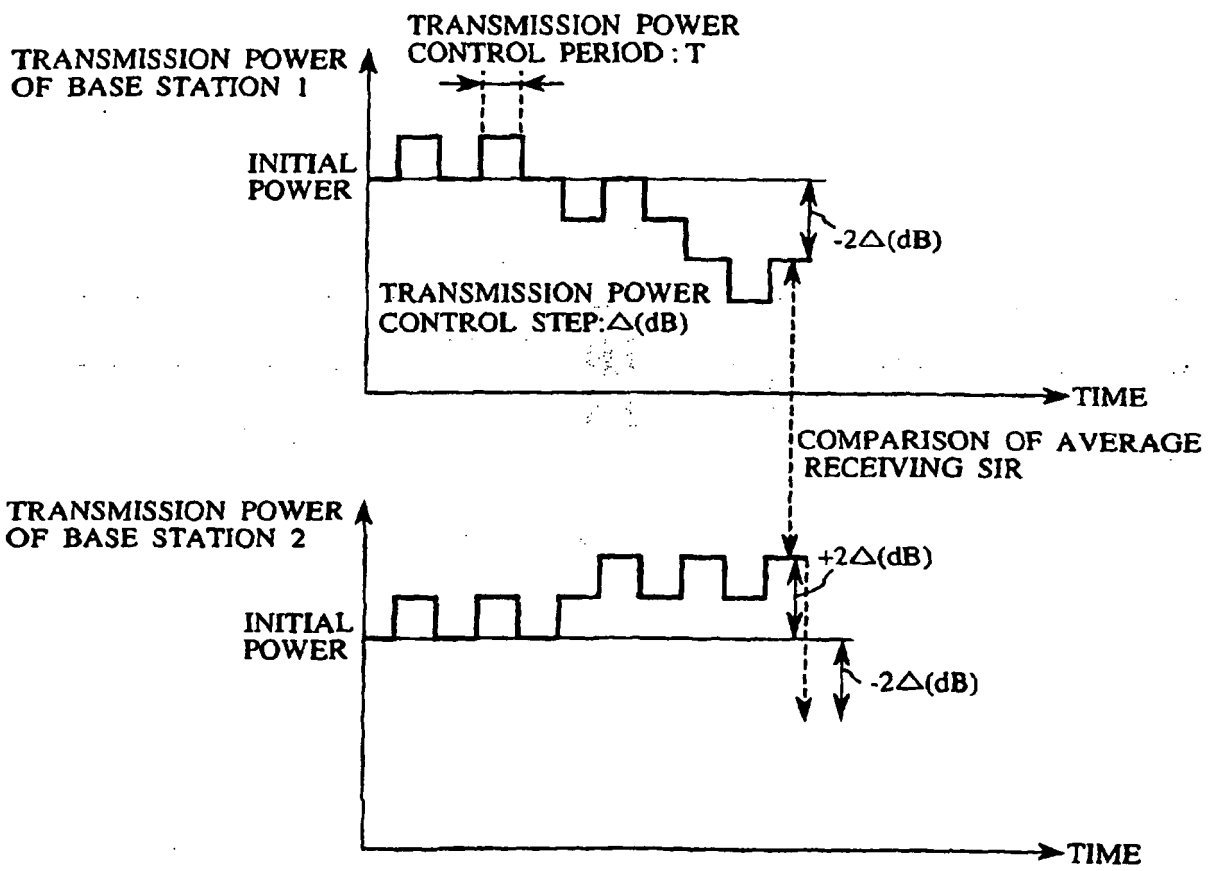 TRANSMISSION POWER
CONTROL PERIOD : T
TRANSMISSION POWER
OF BASE STATION 1
INITIAL
POWER
-2△(dB)
TRANSMISSION POWER
CONTROL STEP:△(dB)
TIME
COMPARISON OF AVERAGE
RECEIVING SIR
TRANSMISSION POWER
OF BASE STATION 2
+2△(dB)
INITIAL
POWER
-2△(dB)
TIME